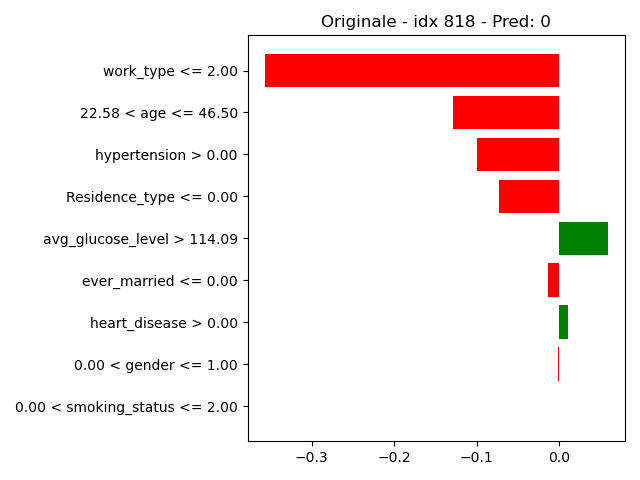 Originale - idx 818 - Pred: 0
work_type <= 2.00
22.58 < age <= 46.50
hypertension > 0.00
Residence_type <= 0.00
avg_glucose_level > 114.09
ever_married <= 0.00
heart_disease > 0.00
0.00 < gender <= 1.00
0.00 < smoking_status <= 2.00
−0.3 −0.2 −0.1 0.0